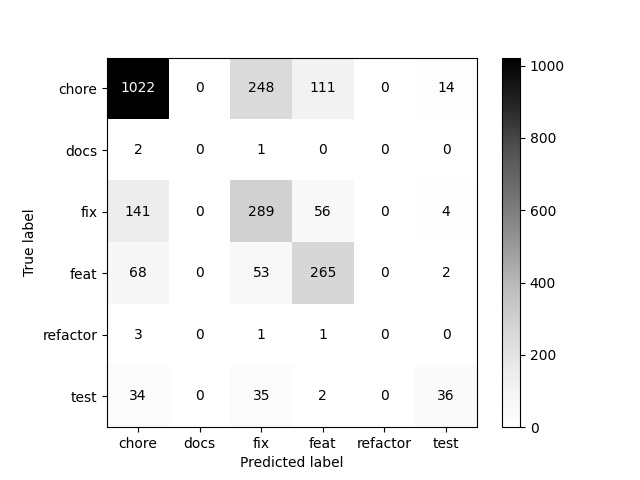 chore 1022 0 248 111 0 14
docs 2 0 1 0 0 0
fix 141 0 289 56 0 4
feat 68 0 53 265 0 2
refactor 3 0 1 1 0 0
test 34 0 35 2 0 36
chore docs fix feat refactor test
Predicted label
True label
1000
800
600
400
200
0